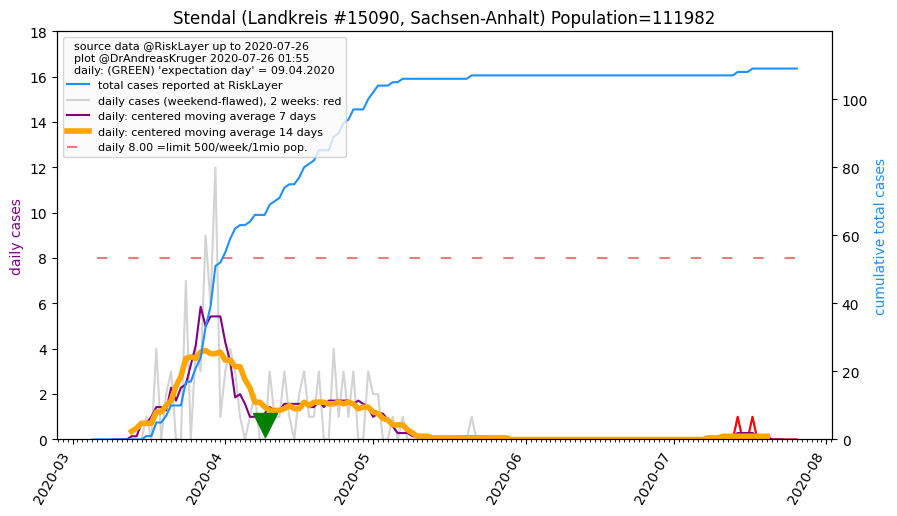 Stendal (Landkreis #15090, Sachsen-Anhalt) Population=111982
source data @RiskLayer up to 2020-07-26
plot @DrAndreasKruger 2020-07-26 01:55
daily: (GREEN) 'expectation day' = 09.04.2020
total cases reported at RiskLayer
daily cases (weekend-flawed), 2 weeks: red
daily: centered moving average 7 days
daily: centered moving average 14 days
daily 8.00 =limit 500/week/1mio pop.
daily cases
18
16
14
12
10
8
6
4
2
0
cumulative total cases
100
80
60
40
20
0
2020-03
2020-04
2020-05
2020-06
2020-07
2020-08